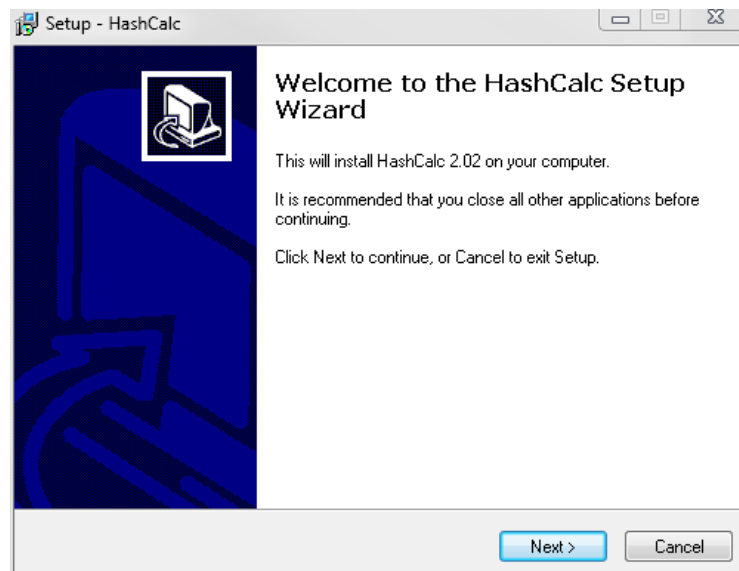 Setup - HashCalc
Welcome to the HashCalc Setup
Wizard
This will install HashCalc 2.02 on your computer.
It is recommended that you close all other applications before
continuing.
Click Next to continue, or Cancel to exit Setup.
Next >
Cancel